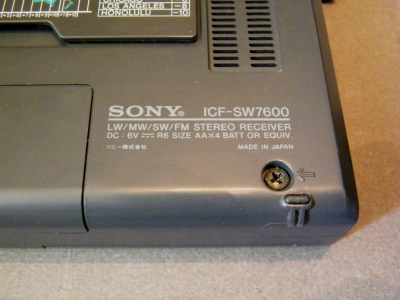 LOS ANGELES -8
HONOLULU -10
SONY® ICF-SW7600
LW/MW/SW/FM STEREO RECEIVER
DC : 6V ⎓ R6 SIZE AA×4 BATT OR EQUIV.
ソニー株式会社 MADE IN JAPAN